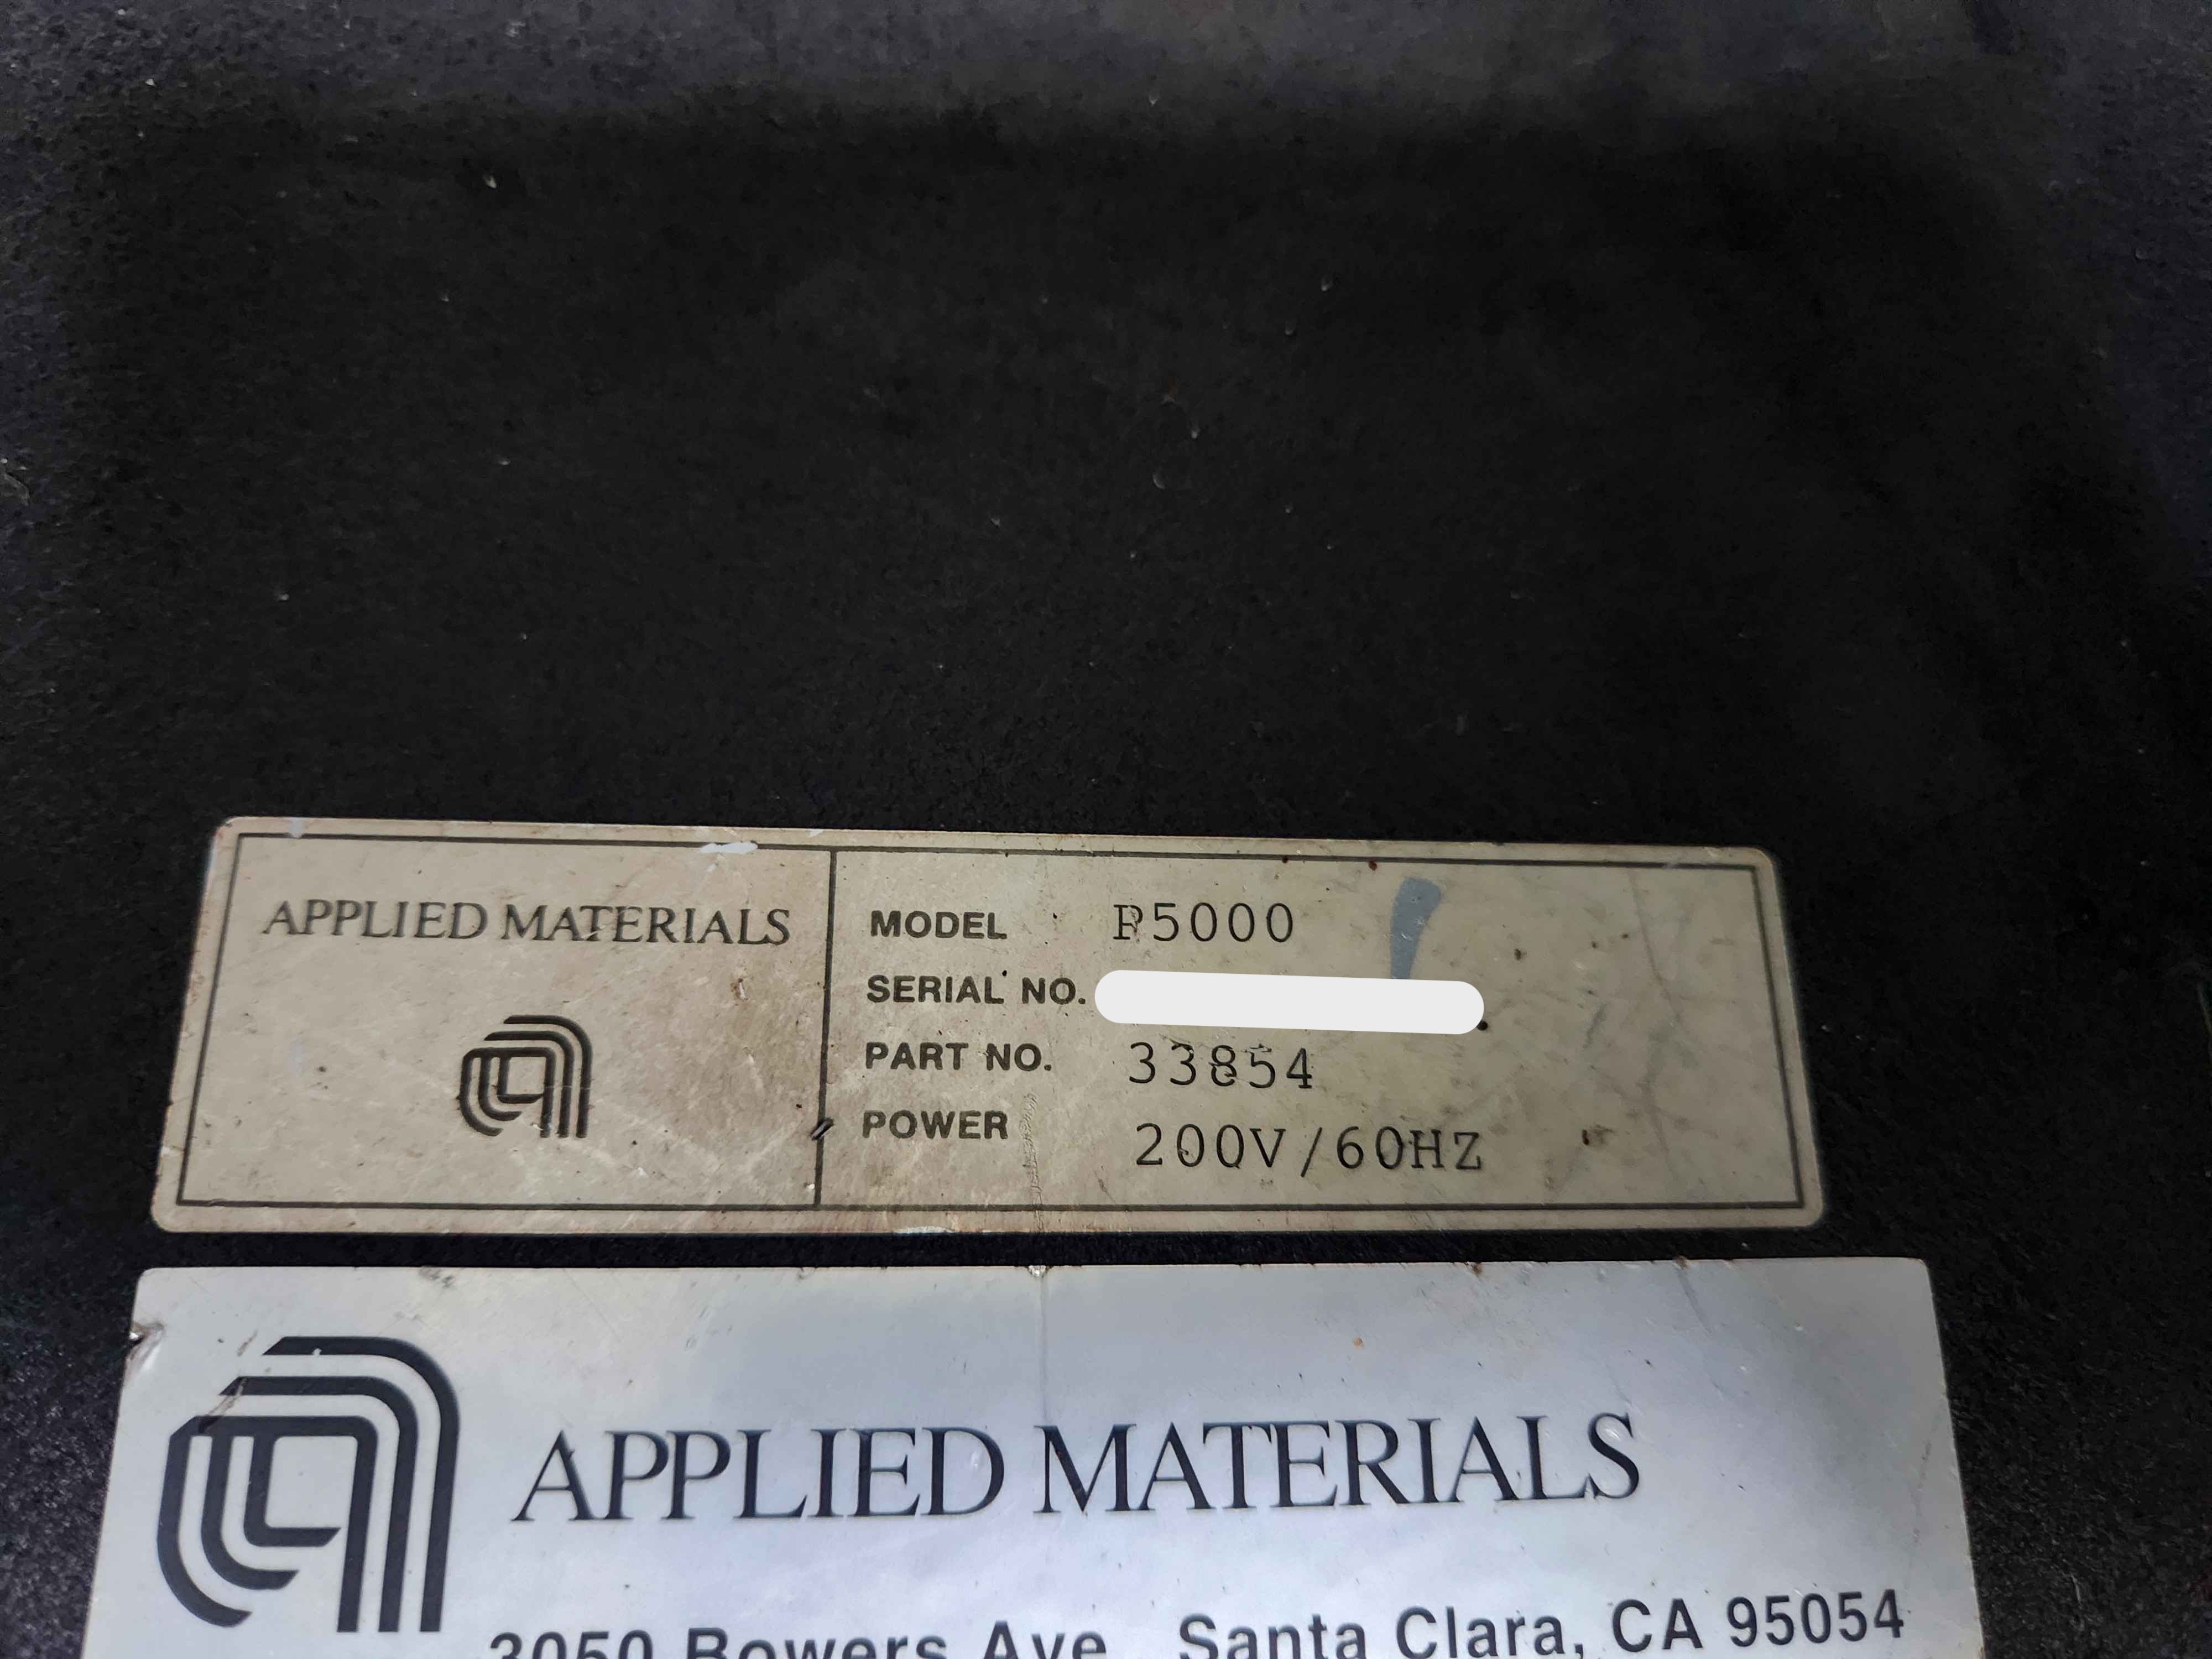 APPLIED MATERIALS
MODEL P5000
SERIAL NO.
PART NO. 33854
POWER 200V/60HZ
APPLIED MATERIALS
3050 Bowers Ave Santa Clara, CA 95054